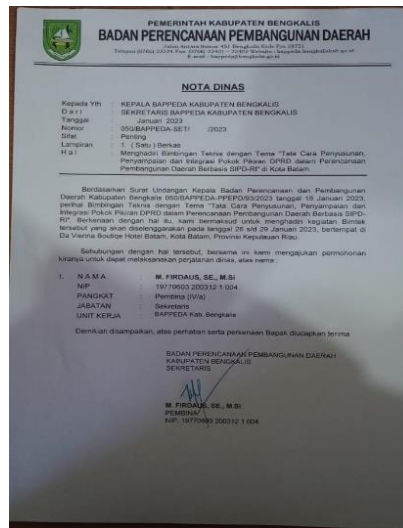 PEMERINTAH KABUPATEN BENGKALIS
BADAN PERENCANAAN PEMBANGUNAN DAERAH
NOTA DINAS
Kepada Yth : KEPALA BAPPEDA KABUPATEN BENGKALIS
D a r i : SEKRETARIS BAPPEDA KABUPATEN BENGKALIS
Tanggal : Januari 2023
Nomor : 050/BAPPEDA-SET/ /2023
Sifat : Penting
Lampiran : 1 ( Satu ) Berkas
H a l : Menghadiri Bimbingan Teknis dengan Tema "Tata Cara Penyusunan,
Penyampaian dan Integrasi Pokok Pikiran DPRD dalam Perencanaan
Pembangunan Daerah Berbasis SIPD-RI" di Kota Batam.
Berdasarkan Surat Undangan Kepala Badan Perencanaan dan Pembangunan
Daerah Kabupaten Bengkalis 050/BAPPEDA-PPEPD/93/2023 tanggal 18 Januari 2023,
perihal Bimbingan Teknis dengan Tema "Tata Cara Penyusunan, Penyampaian dan
Integrasi Pokok Pikiran DPRD dalam Perencanaan Pembangunan Daerah Berbasis SIPD-
RI". Berkenaan dengan hal itu, kami bermaksud untuk menghadiri kegiatan Bimtek
tersebut yang akan diselenggarakan pada tanggal 26 s/d 29 Januari 2023, bertempat di
Da Vienna Boutige Hotel Batam, Kota Batam, Provinsi Kepulauan Riau.
Sehubungan dengan hal tersebut, bersama ini kami mengajukan permohonan
kiranya untuk dapat melaksanakan perjalanan dinas, atas nama :
1. N A M A : M. FIRDAUS, SE., M.Si
NIP : 19770603 200312 1 004
PANGKAT : Pembina (IV/a)
JABATAN : Sekretaris
UNIT KERJA : BAPPEDA Kab. Bengkalis
Demikian disampaikan, atas perhatian serta perkenaan Bapak diucapkan terima
BADAN PERENCANAAN PEMBANGUNAN DAERAH
KABUPATEN BENGKALIS
SEKRETARIS
M. FIRDAUS, SE., M.Si
PEMBINA
NIP. 19770603 200312 1 004